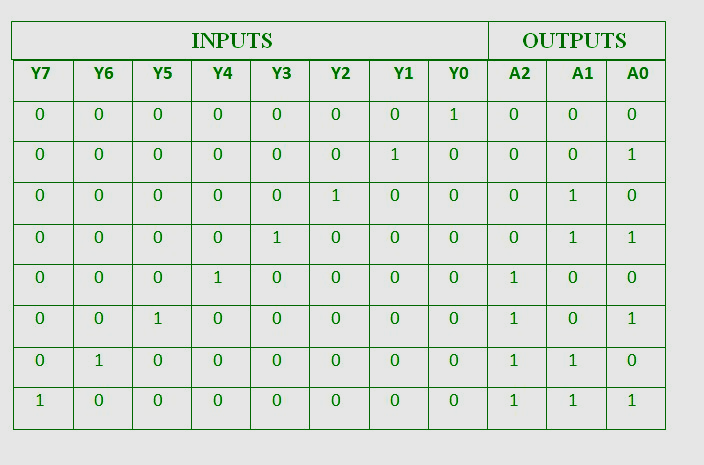 INPUTS OUTPUTS
Y7 Y6 Y5 Y4 Y3 Y2 Y1 Y0 A2 A1 A0
0 0 0 0 0 0 0 1 0 0 0
0 0 0 0 0 0 1 0 0 0 1
0 0 0 0 0 1 0 0 0 1 0
0 0 0 0 1 0 0 0 0 1 1
0 0 0 1 0 0 0 0 1 0 0
0 0 1 0 0 0 0 0 1 0 1
0 1 0 0 0 0 0 0 1 1 0
1 0 0 0 0 0 0 0 1 1 1